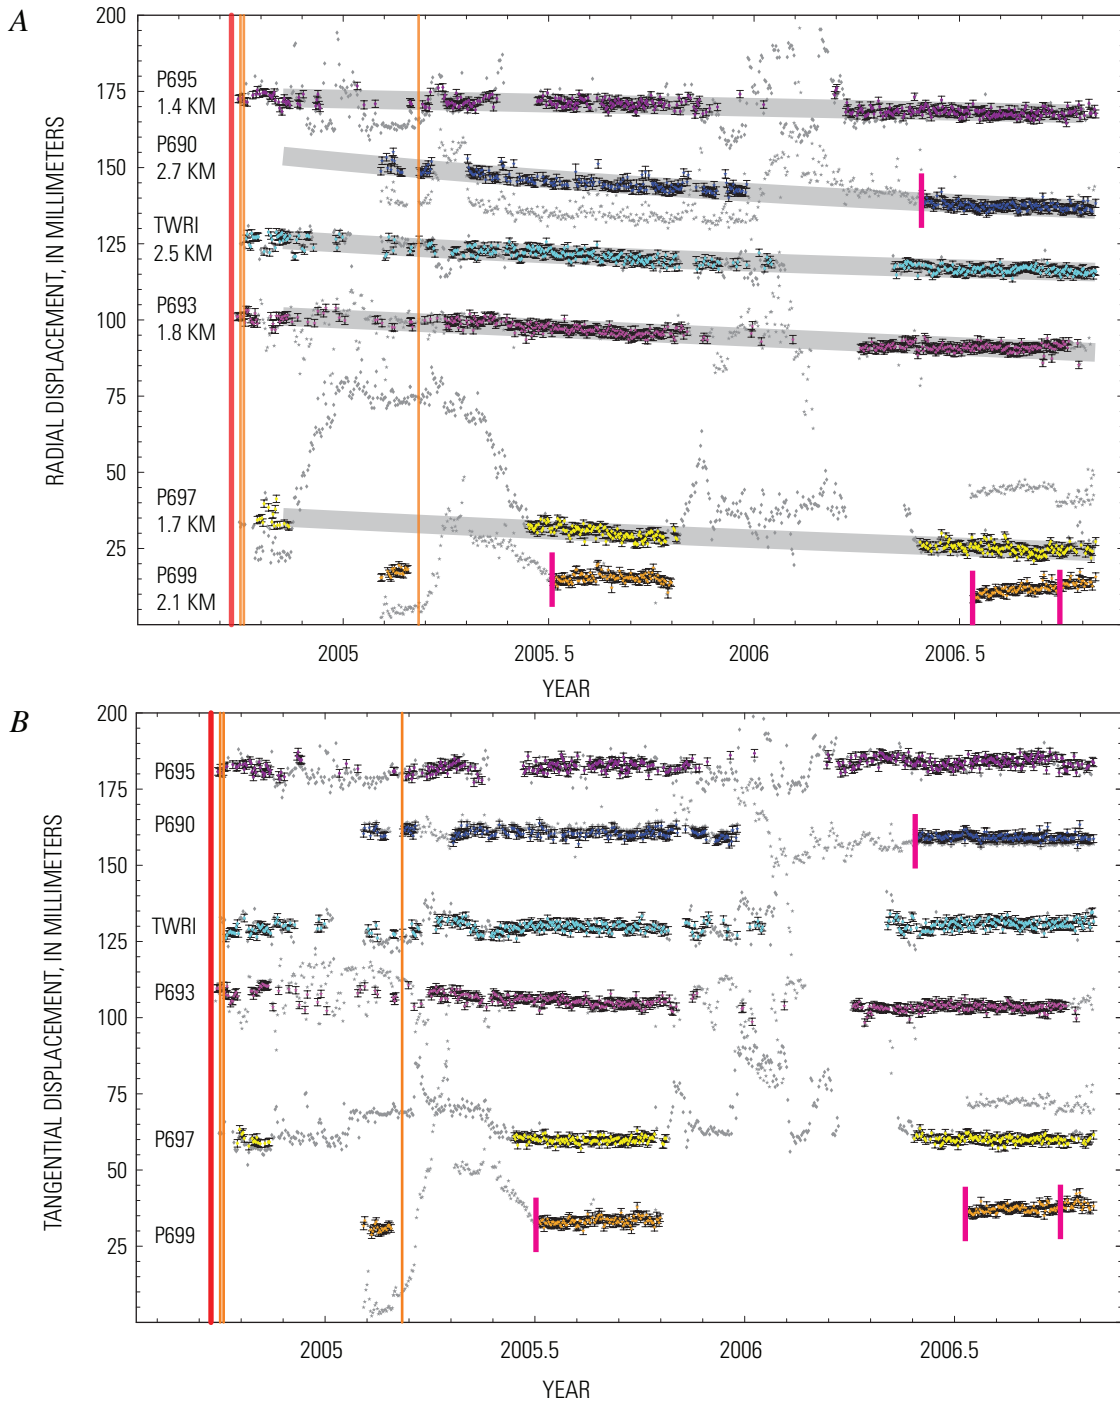 A
200
175
150
125
100
75
50
25
RADIAL DISPLACEMENT, IN MILLIMETERS
P695
1.4 KM
P690
2.7 KM
TWRI
2.5 KM
P693
1.8 KM
P697
1.7 KM
P699
2.1 KM
2005
2005. 5
2006
2006. 5
YEAR
B
200
175
150
125
100
75
50
25
TANGENTIAL DISPLACEMENT, IN MILLIMETERS
P695
P690
TWRI
P693
P697
P699
2005
2005.5
2006
2006.5
YEAR